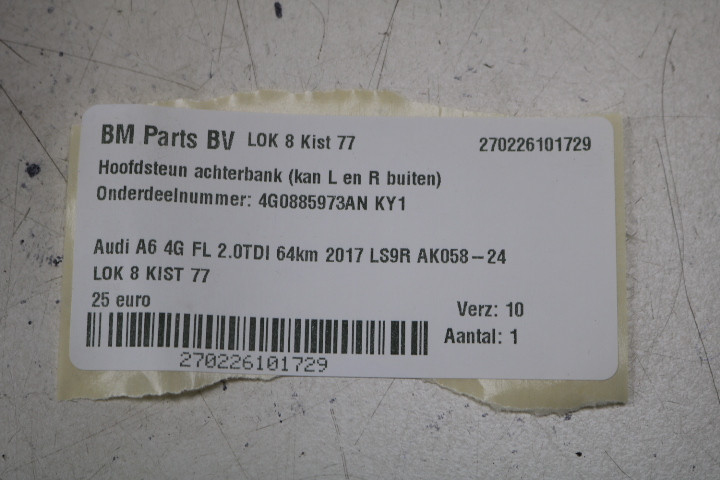 BM Parts BV LOK 8 Kist 77 270226101729
Hoofdsteun achterbank (kan L en R buiten)
Onderdeelnummer: 4G0885973AN KY1
Audi A6 4G FL 2.0TDI 64km 2017 LS9R AK058-24
LOK 8 KIST 77
25 euro
Verz: 10
Aantal: 1
270226101729